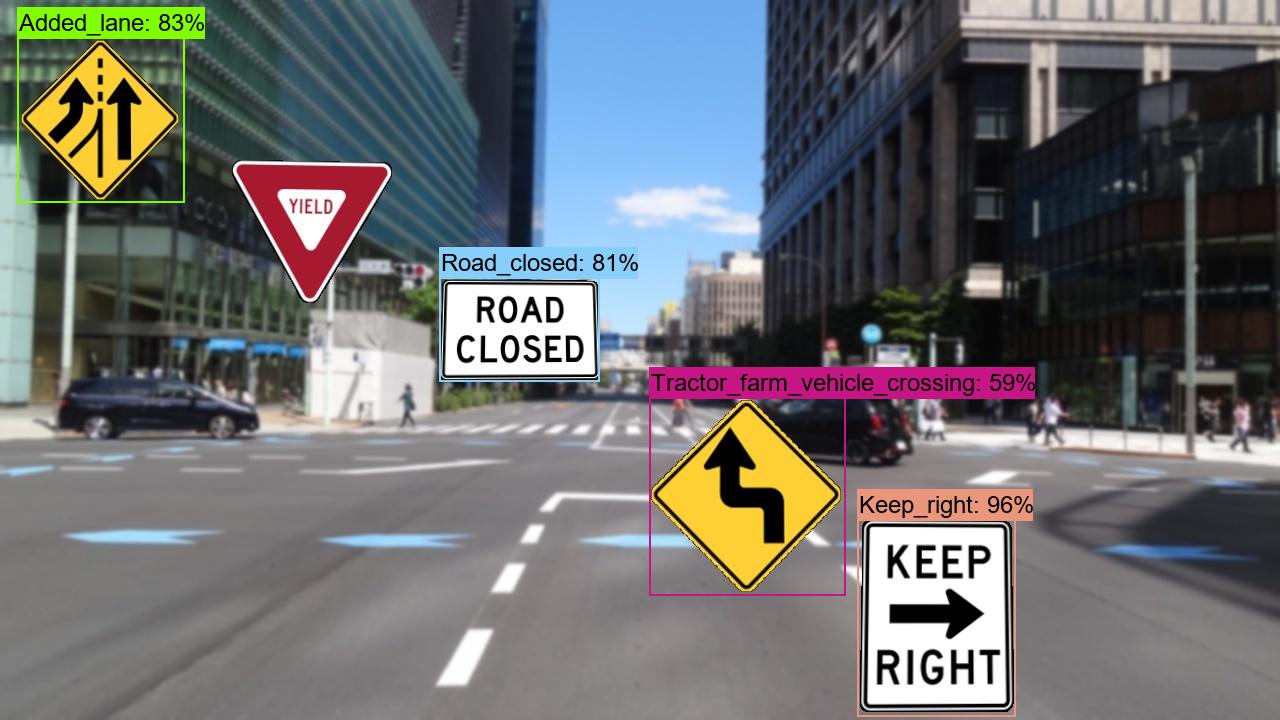 Added_lane: 83%
YIELD
Road_closed: 81%
ROAD
CLOSED
Tractor_farm_vehicle_crossing: 59%
Keep_right: 96%
KEEP
RIGHT